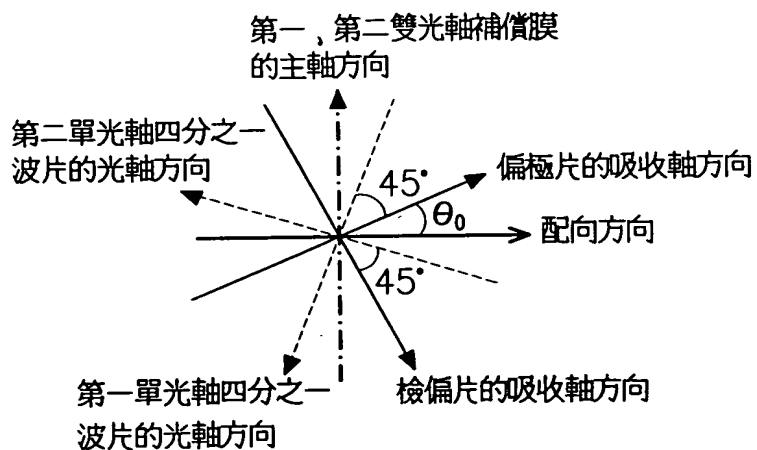 第一、第二雙光軸補償膜
的主軸方向
第二單光軸四分之一
波片的光軸方向
45°
偏極片的吸收軸方向
θ₀
配向方向
45°
第一單光軸四分之一
波片的光軸方向
檢偏片的吸收軸方向